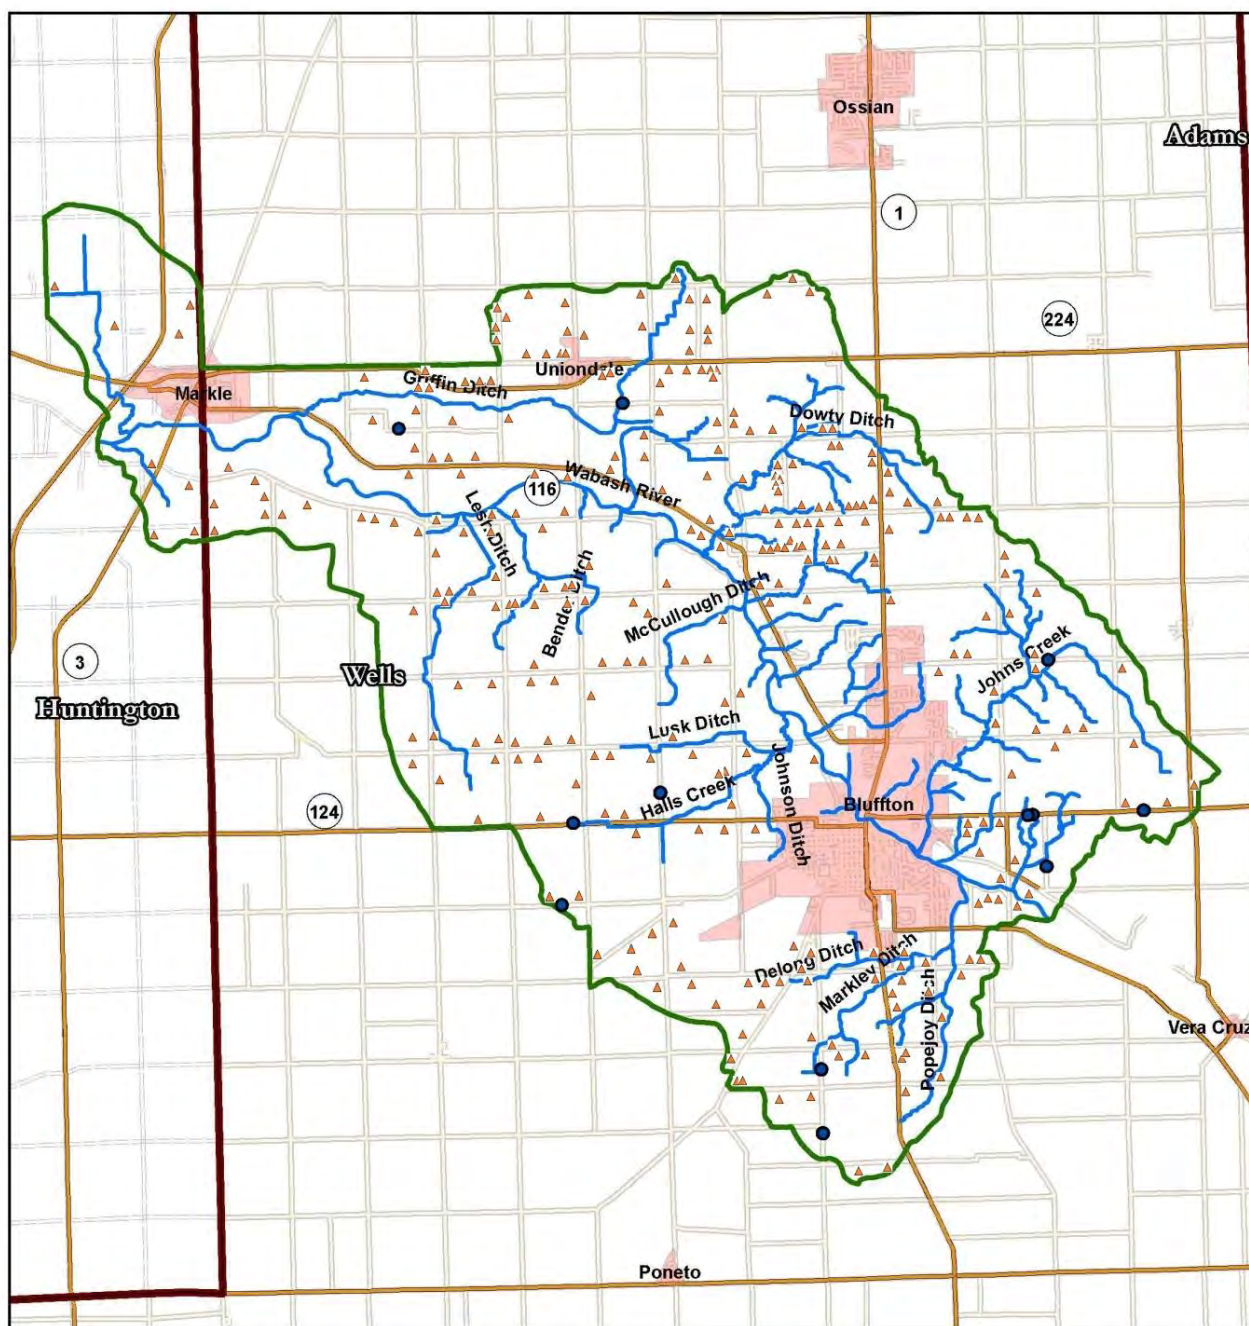 Ossian
Adams
1
224
Uniondale
Griffin Ditch
Markle
Dowty Ditch
Wabash River
116
Lesh Ditch
Bender Ditch
McCullough Ditch
Johns Creek
3
Wells
Huntington
Lusk Ditch
Johnson Ditch
Halls Creek
Bluffton
124
Delong Ditch
Markley Ditch
Popejoy Ditch
Vera Cruz
Poneto